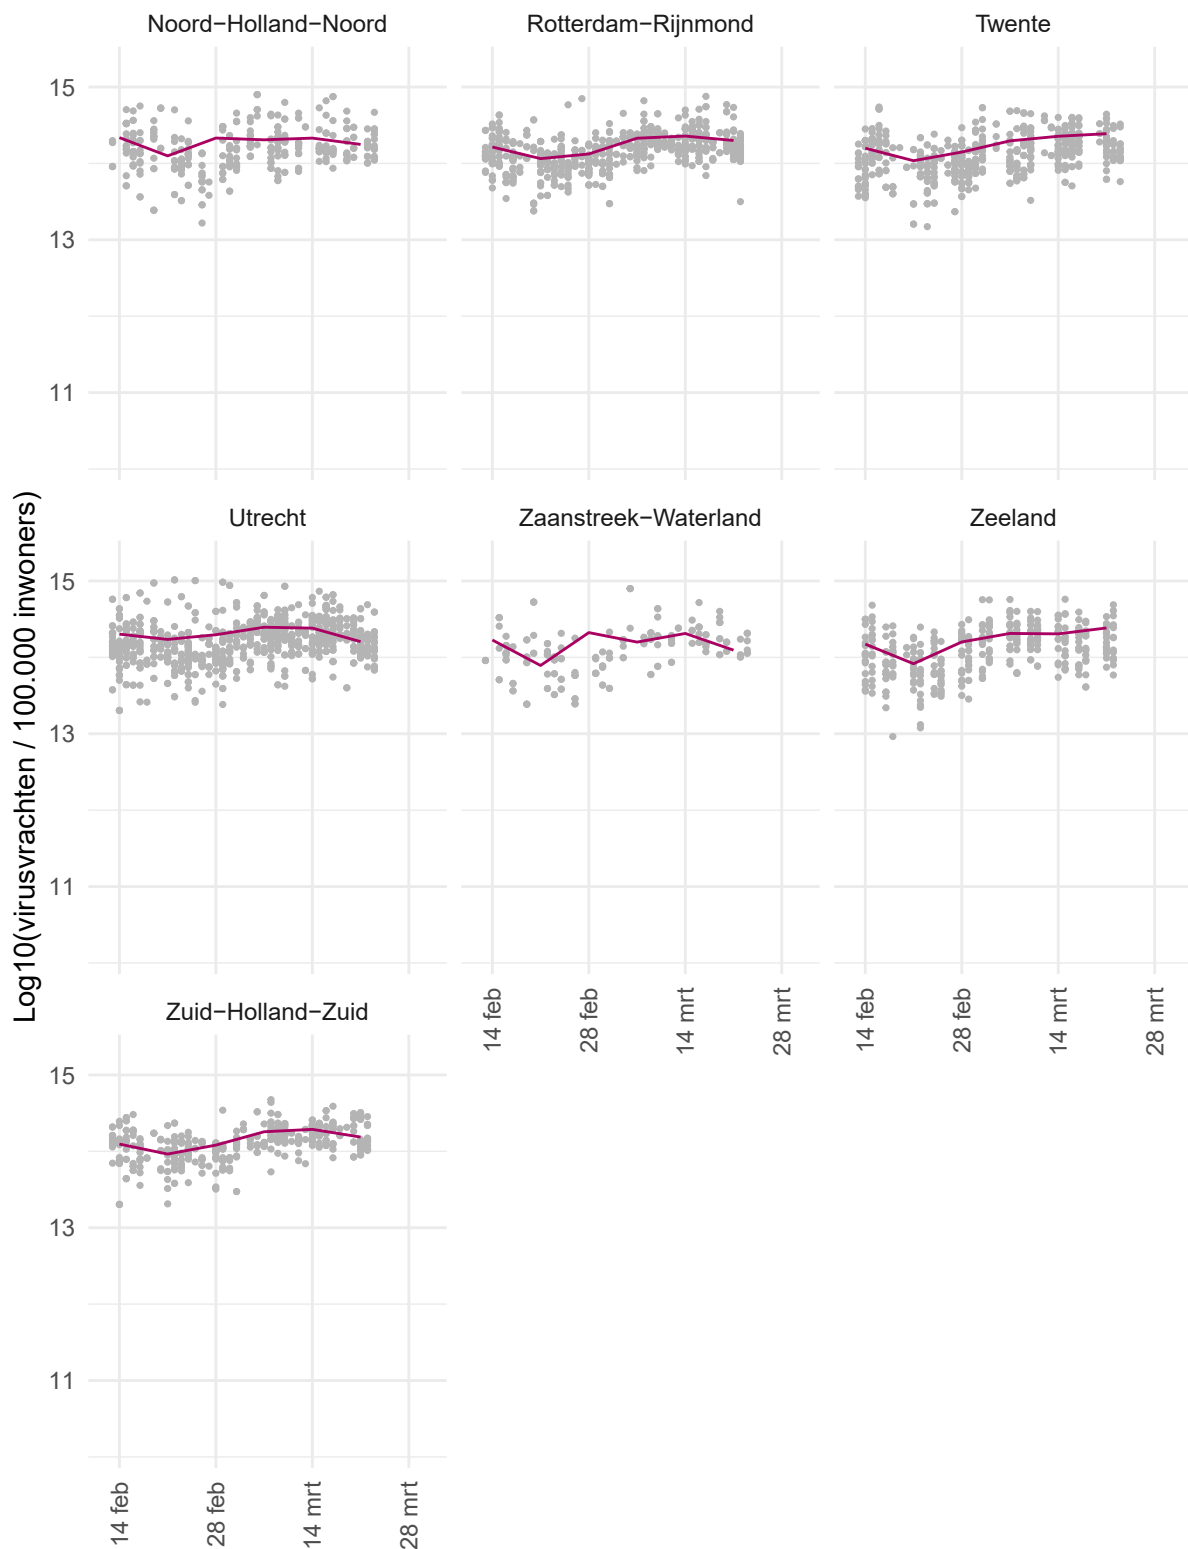 Noord−Holland−Noord
Rotterdam−Rijnmond
Twente
15
13
11
Utrecht
Zaanstreek−Waterland
Zeeland
15
13
11
Log10(virusvrachten / 100.000 inwoners)
14 feb
28 feb
14 mrt
28 mrt
14 feb
28 feb
14 mrt
28 mrt
Zuid−Holland−Zuid
15
13
11
14 feb
28 feb
14 mrt
28 mrt